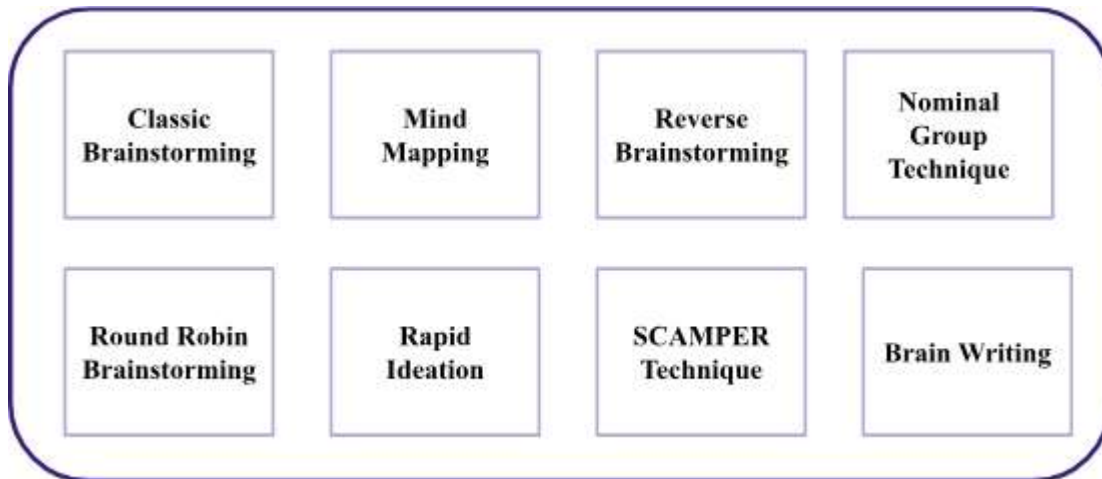 Classic
Brainstorming
Mind
Mapping
Reverse
Brainstorming
Nominal
Group
Technique
Round Robin
Brainstorming
Rapid
Ideation
SCAMPER
Technique
Brain Writing